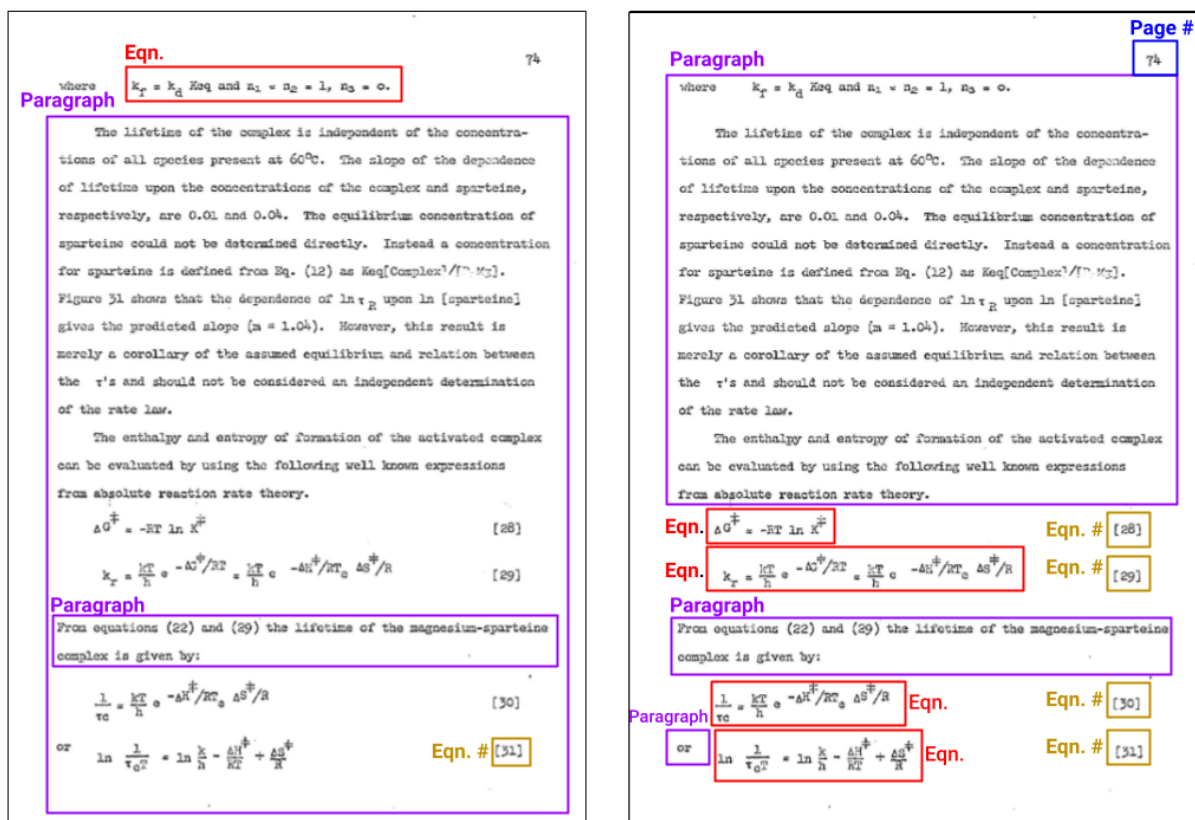 Eqn.
74
where k_r = k_d Keq and n₁ = n₂ = 1, n₃ = 0.
Paragraph
The lifetime of the complex is independent of the concentra-
tions of all species present at 60°C. The slope of the dependence
of lifetime upon the concentrations of the complex and sparteine,
respectively, are 0.01 and 0.04. The equilibrium concentration of
sparteine could not be determined directly. Instead a concentration
for sparteine is defined from Eq. (12) as Keq[Complex]/
Figure 31 shows that the dependence of ln τ_R upon ln [sparteine]
gives the predicted slope (m = 1.04). However, this result is
merely a corollary of the assumed equilibrium and relation between
the τ's and should not be considered an independent determination
of the rate law.
The enthalpy and entropy of formation of the activated complex
can be evaluated by using the following well known expressions
from absolute reaction rate theory.
ΔG‡ = -RT ln K‡ [28]
k_r = kT/h e -ΔG‡/RT = kT/h e -ΔH‡/RT e ΔS‡/R [29]
Paragraph
From equations (22) and (29) the lifetime of the magnesium-sparteine
complex is given by:
1/τc = kT/h e -ΔH‡/RT e ΔS‡/R [30]
or ln 1/τ_cT = ln k/h - ΔH‡/RT + ΔS‡/R Eqn. # [31]
Page #
74
Paragraph
where k_r = k_d Keq and n₁ = n₂ = 1, n₃ = 0.
The lifetime of the complex is independent of the concentra-
tions of all species present at 60°C. The slope of the dependence
of lifetime upon the concentrations of the complex and sparteine,
respectively, are 0.01 and 0.04. The equilibrium concentration of
sparteine could not be determined directly. Instead a concentration
for sparteine is defined from Eq. (12) as Keq[Complex]/
Figure 31 shows that the dependence of ln τ_R upon ln [sparteine]
gives the predicted slope (m = 1.04). However, this result is
merely a corollary of the assumed equilibrium and relation between
the τ's and should not be considered an independent determination
of the rate law.
The enthalpy and entropy of formation of the activated complex
can be evaluated by using the following well known expressions
from absolute reaction rate theory.
Eqn. ΔG‡ = -RT ln K‡ Eqn. # [28]
Eqn. k_r = kT/h e -ΔG‡/RT = kT/h e -ΔH‡/RT e ΔS‡/R Eqn. # [29]
Paragraph
From equations (22) and (29) the lifetime of the magnesium-sparteine
complex is given by:
1/τc = kT/h e -ΔH‡/RT e ΔS‡/R Eqn. Eqn. # [30]
Paragraph
or ln 1/τ_cT = ln k/h - ΔH‡/RT + ΔS‡/R Eqn. Eqn. # [31]